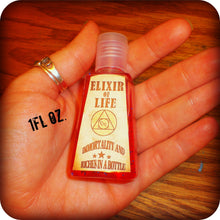 ELIXIR
OF
LIFE
1FL OZ.
IMMORTALITY AND
RICHES IN A BOTTLE!